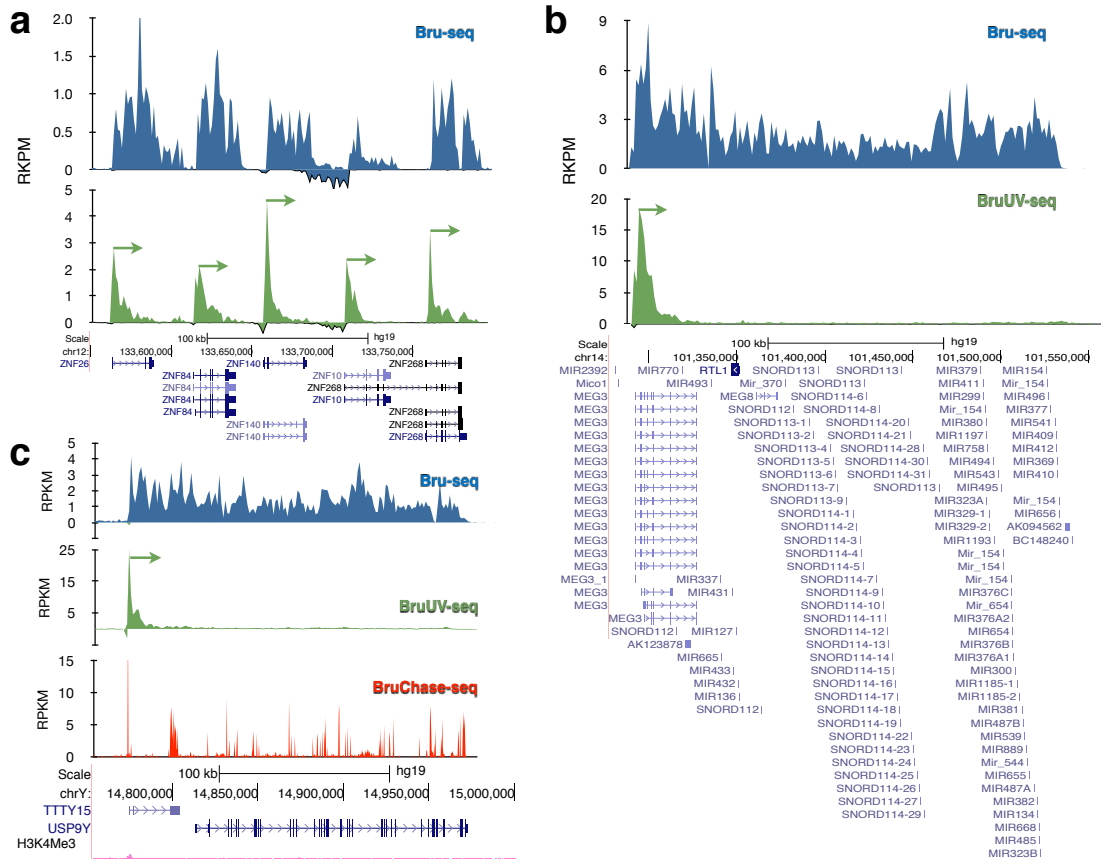 a
Bru-seq
2.0
1.5
1.0
0.5
0
RKPM
5
4
3
2
1
0
Scale 100 kb hg19
chr12: 133,600,000 133,650,000 133,700,000 133,750,000
ZNF26 ZNF140 ZNF268
ZNF84 ZNF10
ZNF84 ZNF268
ZNF84 ZNF10
ZNF84 ZNF268
ZNF140 ZNF268
ZNF140 ZNF268
b
Bru-seq
9
6
3
0
RKPM
BruUV-seq
20
15
10
5
0
Scale 100 kb hg19
chr14: 101,350,000 101,400,000 101,450,000 101,500,000 101,550,000
MIR2392 MIR770 RTL1 SNORD113 SNORD113 MIR379 MIR154
Mico1 MIR493 Mir_370 SNORD113 MIR411 Mir_154
MEG3 MEG8 SNORD114-6 MIR299 MIR496
MEG3 SNORD112 SNORD114-8 Mir_154 MIR377
MEG3 SNORD113-1 SNORD114-20 MIR380 MIR541
MEG3 SNORD113-2 SNORD114-21 MIR1197 MIR409
MEG3 SNORD113-4 SNORD114-28 MIR758 MIR412
MEG3 SNORD113-5 SNORD114-30 MIR494 MIR369
MEG3 SNORD113-6 SNORD114-31 MIR543 MIR410
MEG3 SNORD113-7 SNORD113 MIR495
MEG3 SNORD113-9 MIR323A Mir_154
MEG3 SNORD114-1 MIR329-1 MIR656
MEG3 SNORD114-2 MIR329-2 AK094562
MEG3 SNORD114-3 MIR1193 BC148240
MEG3 SNORD114-4 Mir_154
MEG3 SNORD114-5 Mir_154
MEG3_1 MIR337 SNORD114-7 Mir_154
MEG3 MIR431 SNORD114-9 MIR376C
MEG3 SNORD114-10 Mir_654
MEG3 SNORD114-11 MIR376A2
SNORD112 MIR127 SNORD114-12 MIR654
AK123878 SNORD114-13 MIR376B
MIR665 SNORD114-14 MIR376A1
MIR433 SNORD114-15 MIR300
MIR432 SNORD114-16 MIR1185-1
MIR136 SNORD114-17 MIR1185-2
SNORD112 SNORD114-18 MIR381
SNORD114-19 MIR487B
SNORD114-22 MIR539
SNORD114-23 MIR889
SNORD114-24 Mir_544
SNORD114-25 MIR655
SNORD114-26 MIR487A
SNORD114-27 MIR382
SNORD114-29 MIR134
MIR668
MIR485
MIR323B
c
Bru-seq
5
4
3
2
1
0
RPKM
BruUV-seq
25
15
5
RPKM
BruChase-seq
15
10
5
0
RPKM
Scale 100 kb hg19
chrY: 14,800,000 14,850,000 14,900,000 14,950,000 15,000,000
TTTY15
USP9Y
H3K4Me3